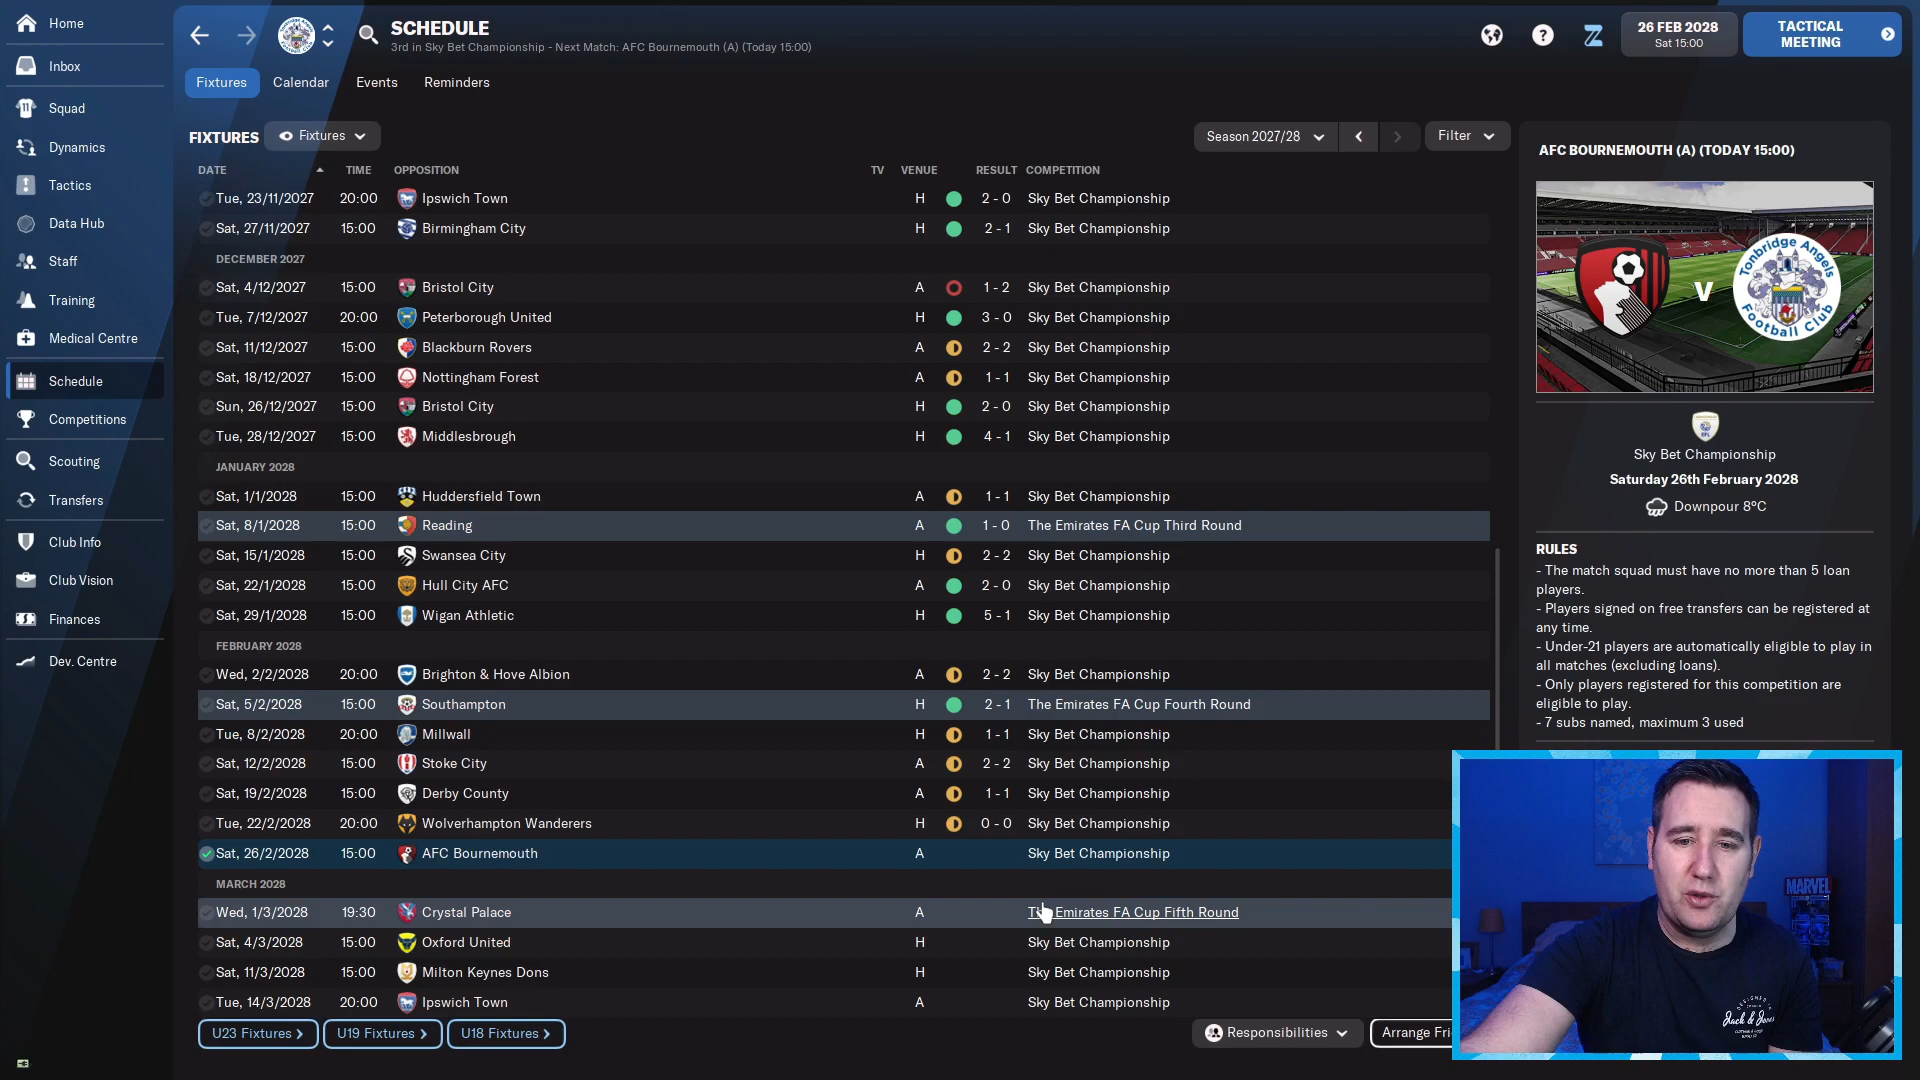 Home
Inbox
Squad
Dynamics
Tactics
Data Hub
Staff
Training
Medical Centre
Schedule
Competitions
Scouting
Transfers
Club Info
Club Vision
Finances
Dev. Centre
SCHEDULE
3rd in Sky Bet Championship - Next Match: AFC Bournemouth (A) (Today 15:00)
26 FEB 2028
Sat 15:00
TACTICAL MEETING
Fixtures Calendar Events Reminders
FIXTURES Fixtures Season 2027/28 Filter
DATE TIME OPPOSITION TV VENUE RESULT COMPETITION
Tue, 23/11/2027 20:00 Ipswich Town H 2 - 0 Sky Bet Championship
Sat, 27/11/2027 15:00 Birmingham City H 2 - 1 Sky Bet Championship
DECEMBER 2027
Sat, 4/12/2027 15:00 Bristol City A 1 - 2 Sky Bet Championship
Tue, 7/12/2027 20:00 Peterborough United H 3 - 0 Sky Bet Championship
Sat, 11/12/2027 15:00 Blackburn Rovers A 2 - 2 Sky Bet Championship
Sat, 18/12/2027 15:00 Nottingham Forest A 1 - 1 Sky Bet Championship
Sun, 26/12/2027 15:00 Bristol City H 2 - 0 Sky Bet Championship
Tue, 28/12/2027 15:00 Middlesbrough H 4 - 1 Sky Bet Championship
JANUARY 2028
Sat, 1/1/2028 15:00 Huddersfield Town A 1 - 1 Sky Bet Championship
Sat, 8/1/2028 15:00 Reading A 1 - 0 The Emirates FA Cup Third Round
Sat, 15/1/2028 15:00 Swansea City H 2 - 2 Sky Bet Championship
Sat, 22/1/2028 15:00 Hull City AFC A 2 - 0 Sky Bet Championship
Sat, 29/1/2028 15:00 Wigan Athletic H 5 - 1 Sky Bet Championship
FEBRUARY 2028
Wed, 2/2/2028 20:00 Brighton & Hove Albion A 2 - 2 Sky Bet Championship
Sat, 5/2/2028 15:00 Southampton H 2 - 1 The Emirates FA Cup Fourth Round
Tue, 8/2/2028 20:00 Millwall H 1 - 1 Sky Bet Championship
Sat, 12/2/2028 15:00 Stoke City A 2 - 2 Sky Bet Championship
Sat, 19/2/2028 15:00 Derby County A 1 - 1 Sky Bet Championship
Tue, 22/2/2028 20:00 Wolverhampton Wanderers H 0 - 0 Sky Bet Championship
Sat, 26/2/2028 15:00 AFC Bournemouth A Sky Bet Championship
MARCH 2028
Wed, 1/3/2028 19:30 Crystal Palace A Emirates FA Cup Fifth Round
Sat, 4/3/2028 15:00 Oxford United H Sky Bet Championship
Sat, 11/3/2028 15:00 Milton Keynes Dons H Sky Bet Championship
Tue, 14/3/2028 20:00 Ipswich Town A Sky Bet Championship
U23 Fixtures U19 Fixtures U18 Fixtures Responsibilities Arrange Fri
AFC BOURNEMOUTH (A) (TODAY 15:00)
V
Tonbridge Angels
Football Club
Sky Bet Championship
Saturday 26th February 2028
Downpour 8°C
RULES
- The match squad must have no more than 5 loan
players.
- Players signed on free transfers can be registered at
any time.
- Under-21 players are automatically eligible to play in
all matches (excluding loans).
- Only players registered for this competition are
eligible to play.
- 7 subs named, maximum 3 used
MARVEL
Jack & Jones